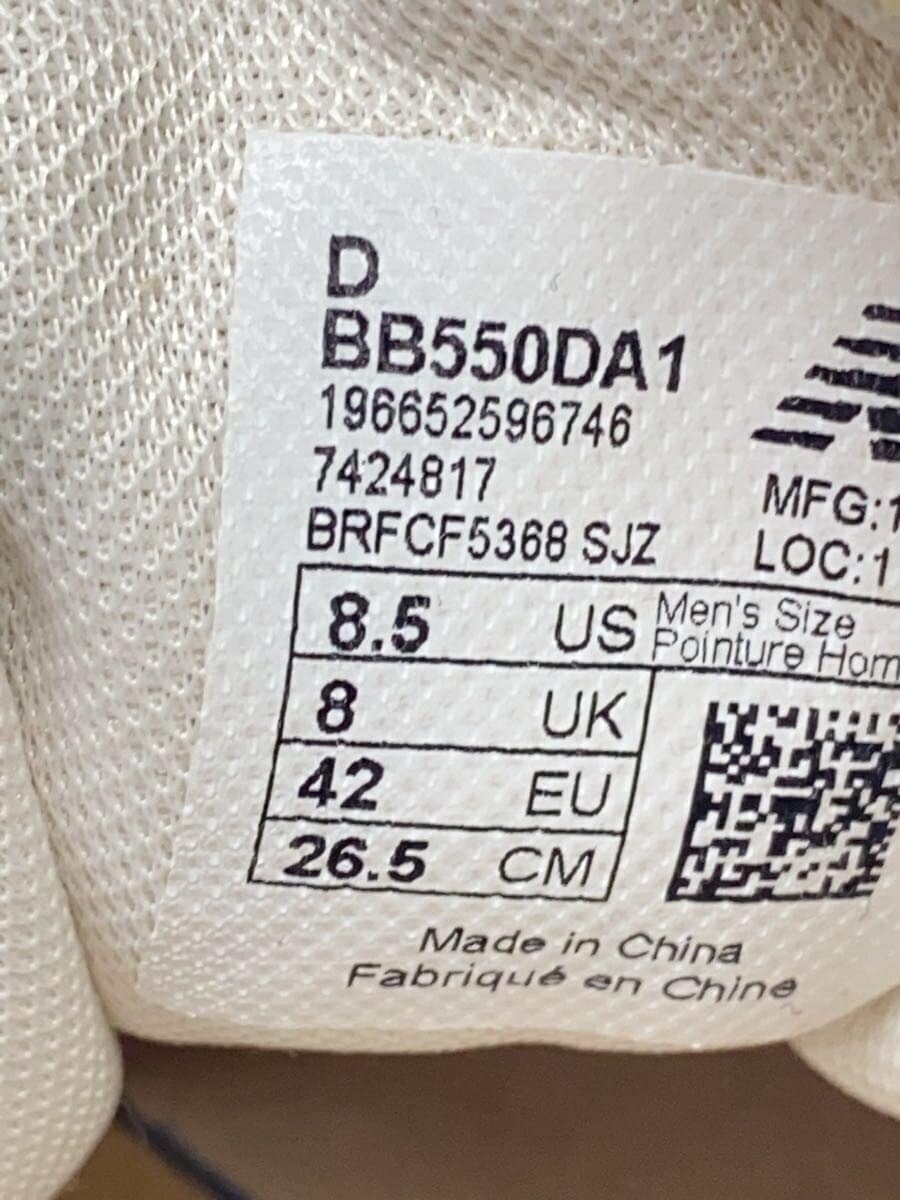 D
BB550DA1
196652596746
7424817
BRFCF5368 SJZ
MFG:1
LOC:1
8.5 US Men's Size
Pointure Hom
8 UK
42 EU
26.5 CM
Made in China
Fabriqué en Chine